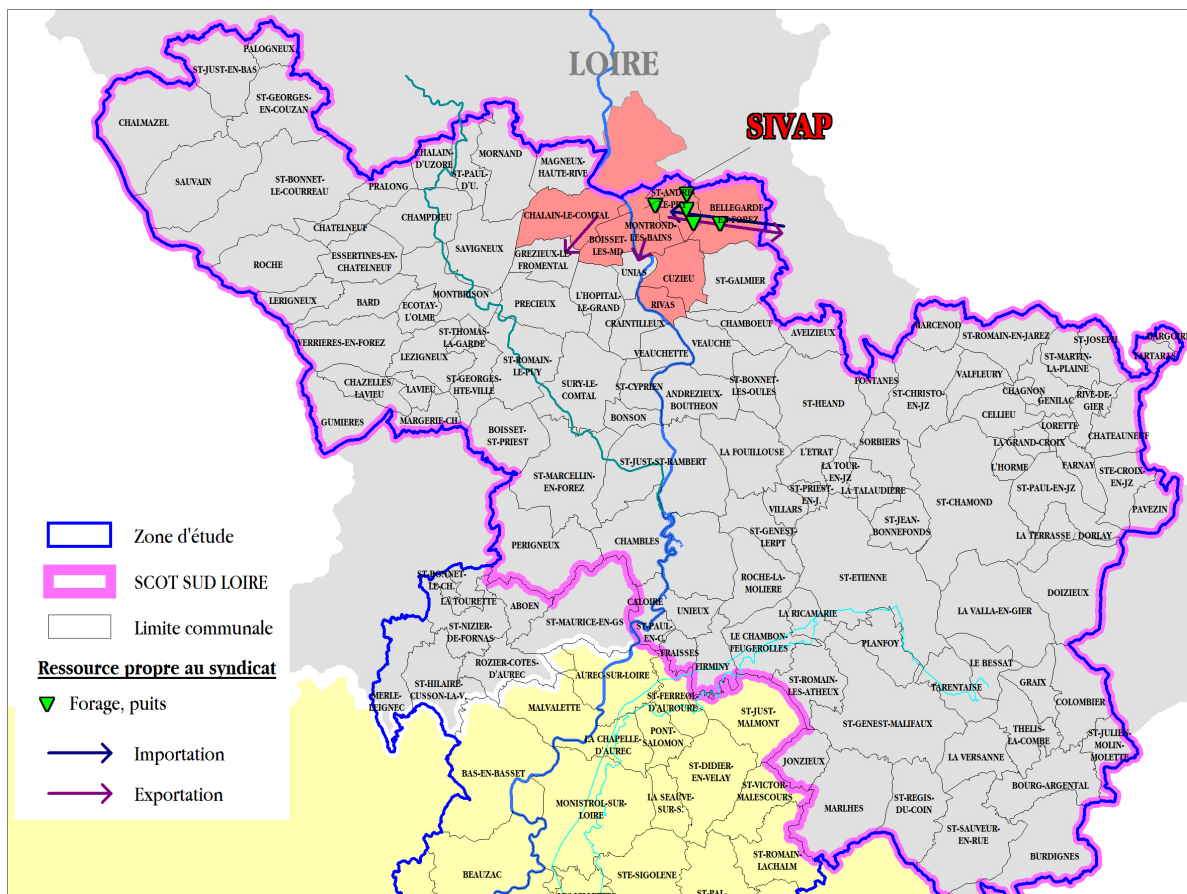 LOIRE
SIVAP
PALOGNEUX
ST-JUST-EN-BAS
ST-GEORGES-
EN-COUZAN
CHALMAZEL
SAUVAIN
ST-BONNET-
LE-COURREAU
PRALONG
CHALAIN-
D'UZORE
ST-PAUL-
D'U.
MORNAND
MAGNEUX-
HAUTE-RIVE
CHAMPDIEU
CHATELNEUF
ESSERTINES-EN-
CHATELNEUF
ROCHE
SAVIGNEUX
CHALAIN-LE-COMTAL
GREZIEUX-LE-
FROMENTAL
BOISSET-
LES-MD
MONTROND-
LES-BAINS
ST-ANDRE-
LE-PUY
BELLEGARDE
UNIAS
CUZIEU
RIVAS
ST-GALMIER
LERIGNEUX
BARD
ECOTAY-
L'OLME
MONTBRISON
PRECIEUX
L'HOPITAL-
LE-GRAND
CRAINTILLEUX
CHAMBOEUF
AVEIZIEUX
VERRIERES-EN-FOREZ
LEZIGNEUX
ST-THOMAS-
LA-GARDE
ST-ROMAIN-
LE-PUY
VEAUCHETTE
VEAUCHE
CHAZELLES-
LAVIEU
LAVIEU
ST-GEORGES-
HTE-VILLE
SURY-LE-
COMTAL
ST-CYPRIEN
ANDREZIEUX-
BOUTHEON
ST-BONNET-
LES-OULES
BONSON
GUMIERES
MARGERIE-CH.
BOISSET-
ST-PRIEST
ST-HEAND
FONTANES
ST-CHRISTO-
EN-JZ
MARCENOD
ST-ROMAIN-EN-JAREZ
VALFLEURY
ST-JOSEPH
ST-MARTIN-
LA-PLAINE
DARGOIRE
TARTARAS
CHAGNON
GENILAC
RIVE-DE-
GIER
CELLIEU
LORETTE
CHATEAUNEUF
LA GRAND-CROIX
L'HORME
FARNAY
STE-CROIX-
EN-JZ
ST-PAUL-EN-JZ
PAVEZIN
ST-CHAMOND
SORBIERS
LA FOUILLOUSE
L'ETRAT
LA TOUR-
EN-JZ
LA TALAUDIERE
ST-PRIEST-
EN-J.
VILLARS
ST-JEAN-
BONNEFONDS
ST-GENEST-
LERPT
LA TERRASSE / DORLAY
ST-JUST-ST-RAMBERT
ST-MARCELLIN-
EN-FOREZ
PERIGNEUX
CHAMBLES
ROCHE-LA-
MOLIERE
ST-ETIENNE
DOIZIEUX
LA VALLA-EN-GIER
ST-BONNET-
LE-CH.
LA TOURETTE
ABOEN
ST-MAURICE-EN-GS
CALOIRE
UNIEUX
ST-PAUL-
EN-C.
FRAISSES
FIRMINY
LE CHAMBON-
FEUGEROLLES
LA RICAMARIE
PLANFOY
ST-NIZIER-
DE-FORNAS
ROZIER-COTES-
D'AUREC
ST-HILAIRE-
CUSSON-LA-V.
MERLE-
LEIGNEC
AUREC-SUR-LOIRE
MALVALETTE
ST-FERREOL-
D'AUROURE
ST-JUST-
MALMONT
ST-ROMAIN-
LES-ATHEUX
ST-GENEST-MALIFAUX
TARENTAISE
LE BESSAT
GRAIX
COLOMBIER
THELIS-
LA-COMBE
ST-JULIEN-
MOLIN-
MOLETTE
LA VERSANNE
BOURG-ARGENTAL
LA CHAPELLE-
D'AUREC
PONT-
SALOMON
ST-DIDIER-
EN-VELAY
JONZIEUX
BAS-EN-BASSET
MONISTROL-SUR-
LOIRE
LA SEAUVE-
SUR-S.
ST-VICTOR-
MALESCOURS
MARLHES
ST-REGIS-
DU-COIN
ST-SAUVEUR-
EN-RUE
BURDIGNES
ST-ROMAIN-
LACHALM
BEAUZAC
STE-SIGOLENE
ST-PAL-
Zone d'étude
SCOT SUD LOIRE
Limite communale
Ressource propre au syndicat
Forage, puits
Importation
Exportation